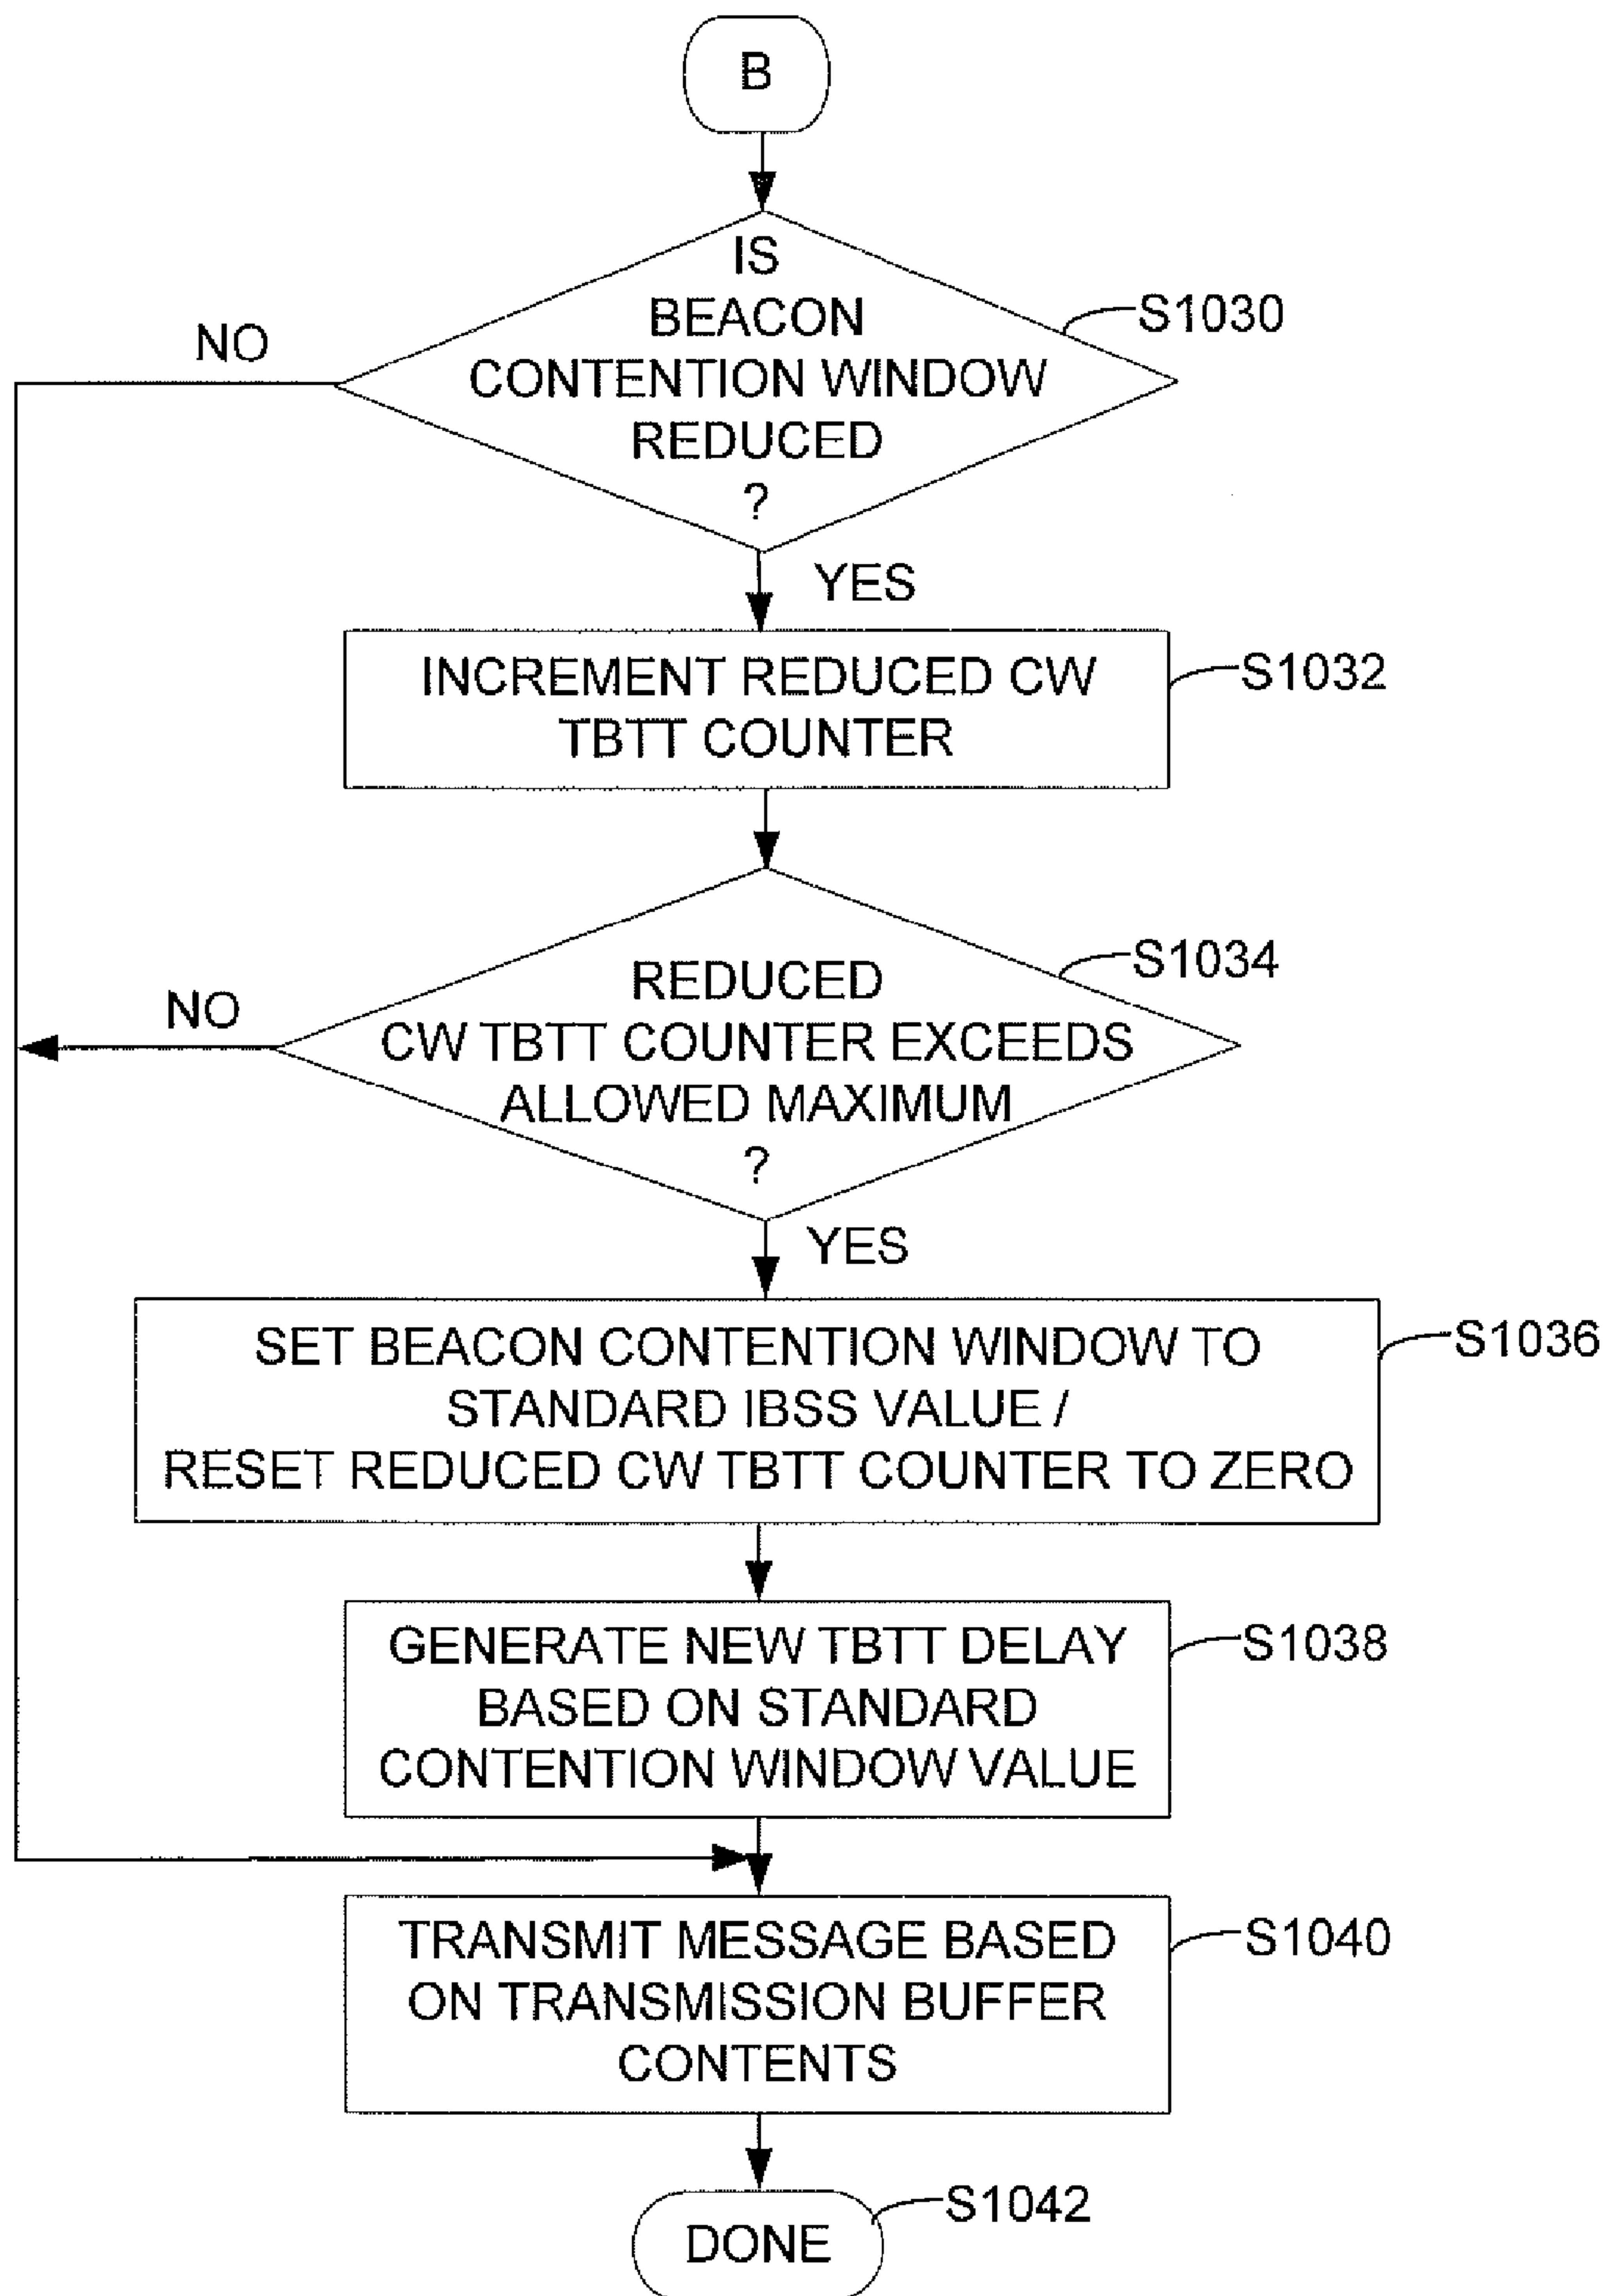 B
IS
BEACON
CONTENTION WINDOW
REDUCED
?
S1030
NO
YES
INCREMENT REDUCED CW
TBTT COUNTER
S1032
REDUCED
CW TBTT COUNTER EXCEEDS
ALLOWED MAXIMUM
?
S1034
NO
YES
SET BEACON CONTENTION WINDOW TO
STANDARD IBSS VALUE /
RESET REDUCED CW TBTT COUNTER TO ZERO
S1036
GENERATE NEW TBTT DELAY
BASED ON STANDARD
CONTENTION WINDOW VALUE
S1038
TRANSMIT MESSAGE BASED
ON TRANSMISSION BUFFER
CONTENTS
S1040
DONE
S1042